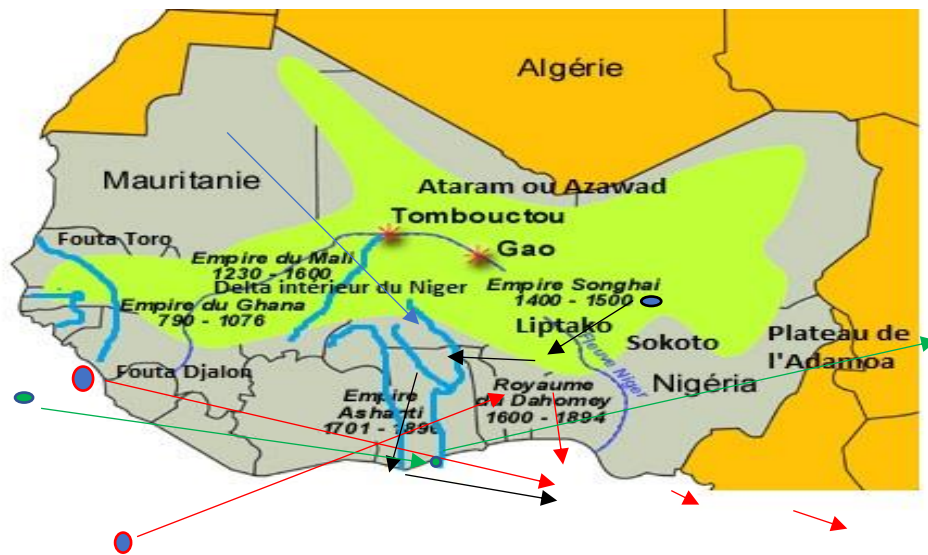 Algérie
Mauritanie
Ataram ou Azawad
Tombouctou
Fouta Toro
Gao
Empire du Mali
1230 - 1600
Delta intérieur du Niger
Empire Songhai
1400 - 1500
Empire du Ghana
790 - 1076
Liptako
Sokoto
Plateau de
l'Adamoa
Fleuve Niger
Fouta Djalon
Nigéria
Royaume
du Dahomey
1600 - 1894
Empire
Ashanti
1701 - 1896